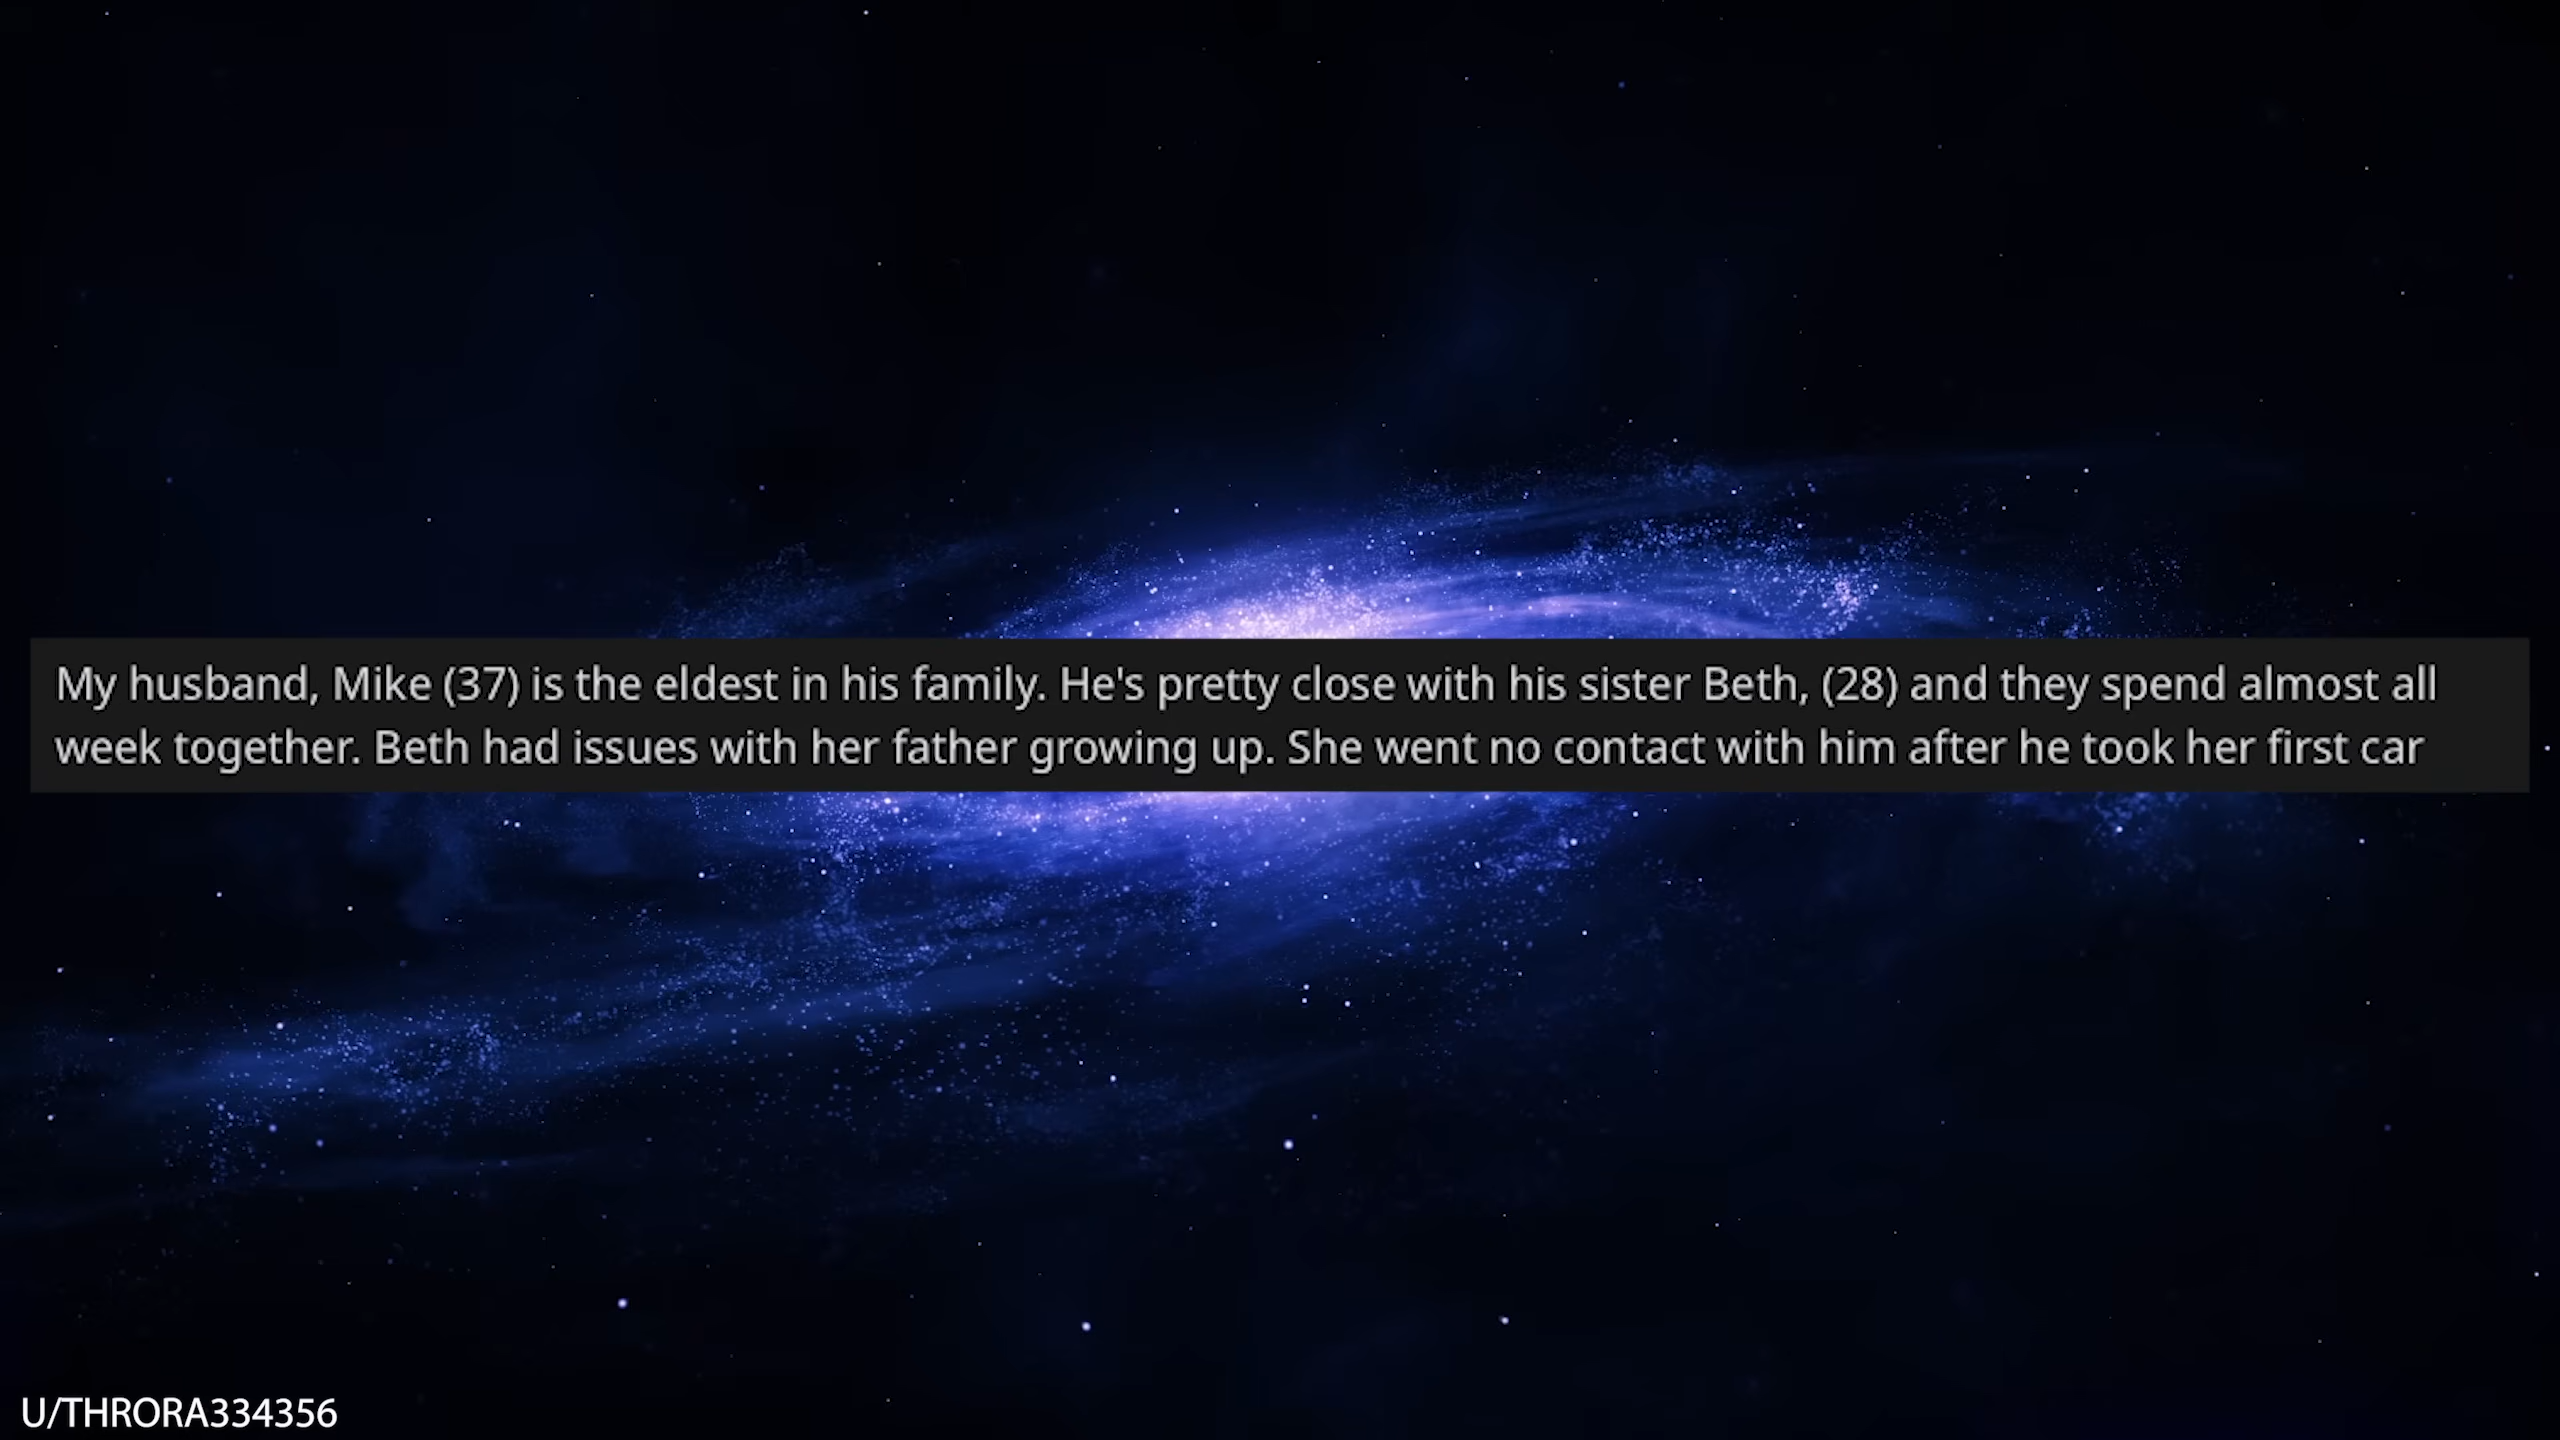 My husband, Mike (37) is the eldest in his family. He's pretty close with his sister Beth, (28) and they spend almost all
week together. Beth had issues with her father growing up. She went no contact with him after he took her first car
U/THRORA334356